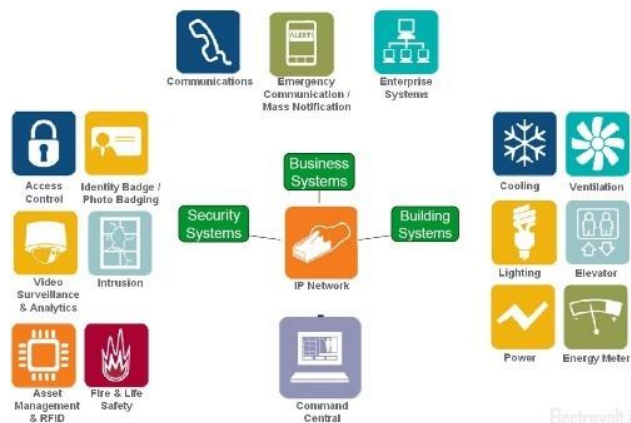 Communications
Emergency
Communication /
Mass Notification
Enterprise
Systems
ALERT!
Access
Control
Identity Badge /
Photo Badging
Video
Surveillance
& Analytics
Intrusion
Asset
Management
& RFID
Fire & Life
Safety
Business
Systems
Security
Systems
Building
Systems
IP Network
Command
Central
Cooling
Ventilation
Lighting
Elevator
Power
Energy Meter